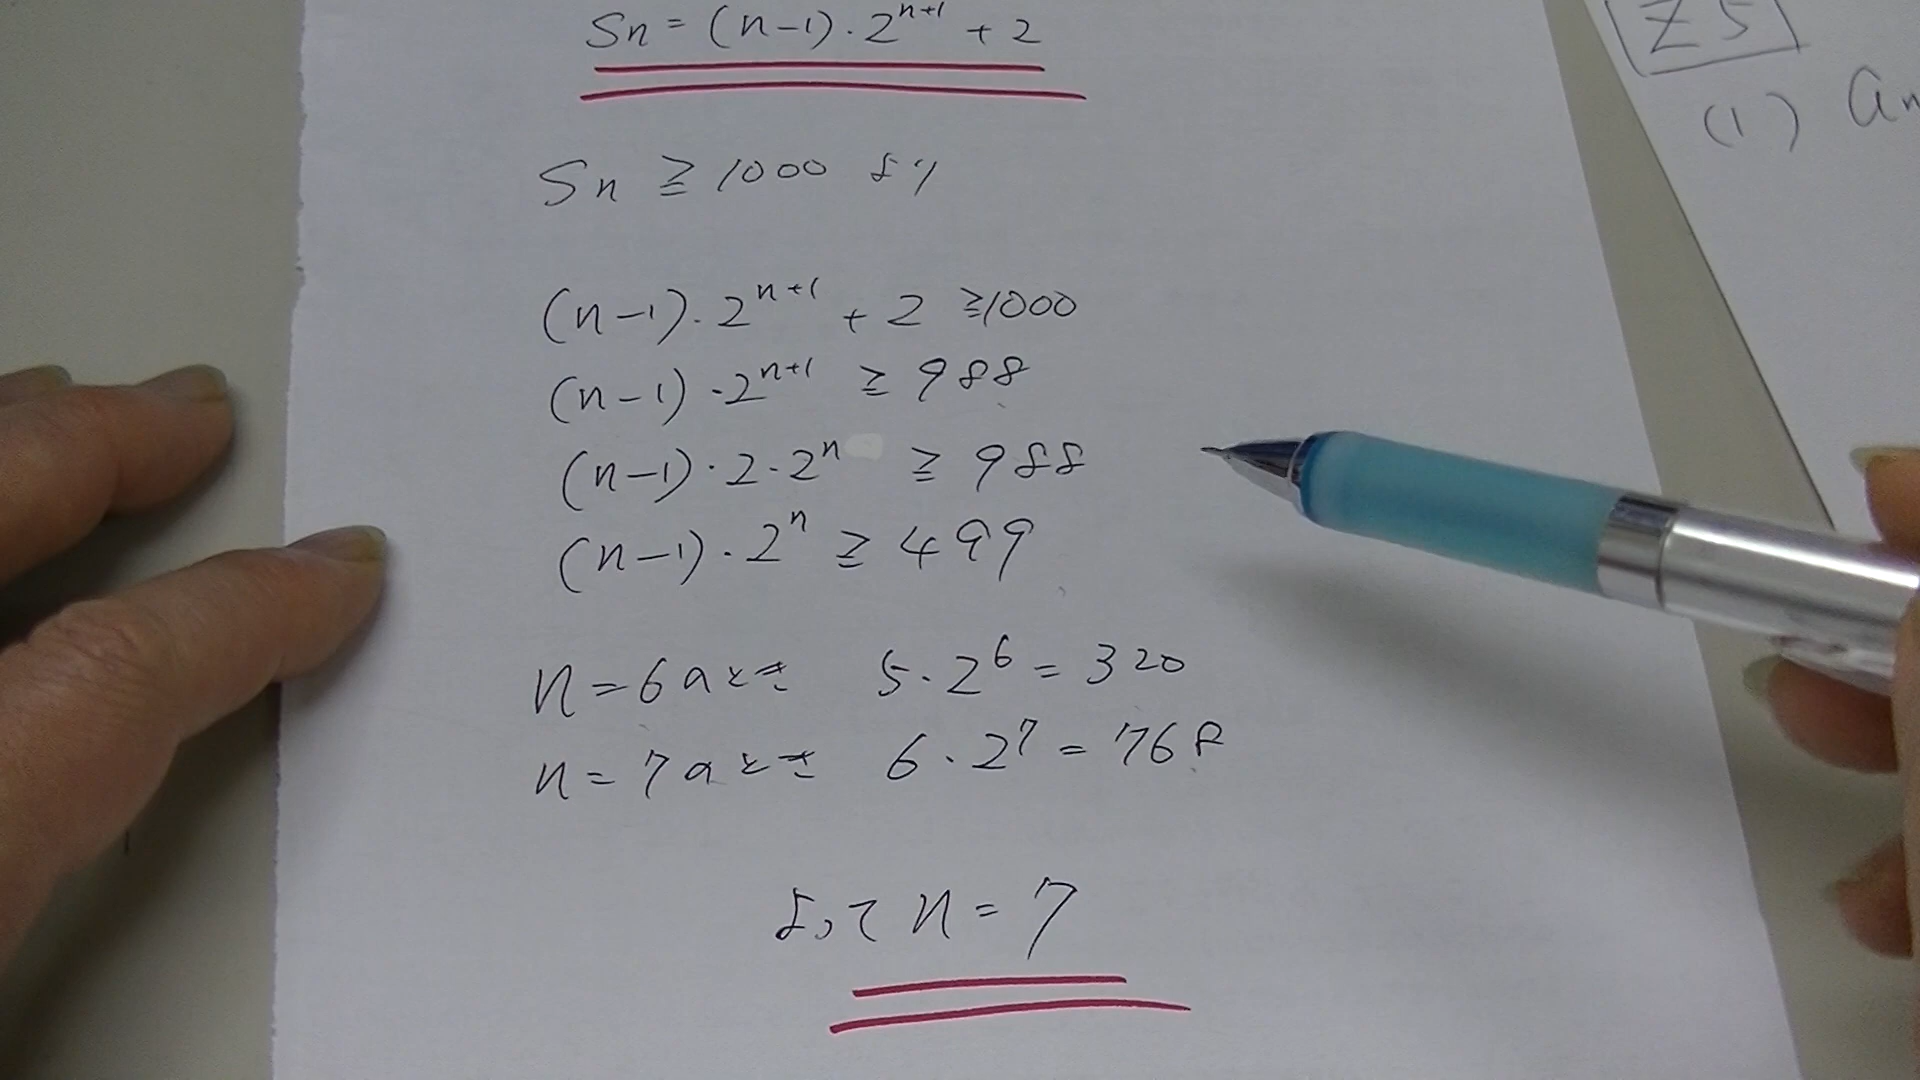 Sn = (n-1)・2^{n+1} + 2
Sn ≧ 1000 より
(n-1)・2^{n+1} + 2 ≧ 1000
(n-1)・2^{n+1} ≧ 988
(n-1)・2・2^n ≧ 988
(n-1)・2^n ≧ 499
n=6のとき 5・2^6 = 320
n=7のとき 6・2^7 = 768
よって n=7
Z5
(1) an